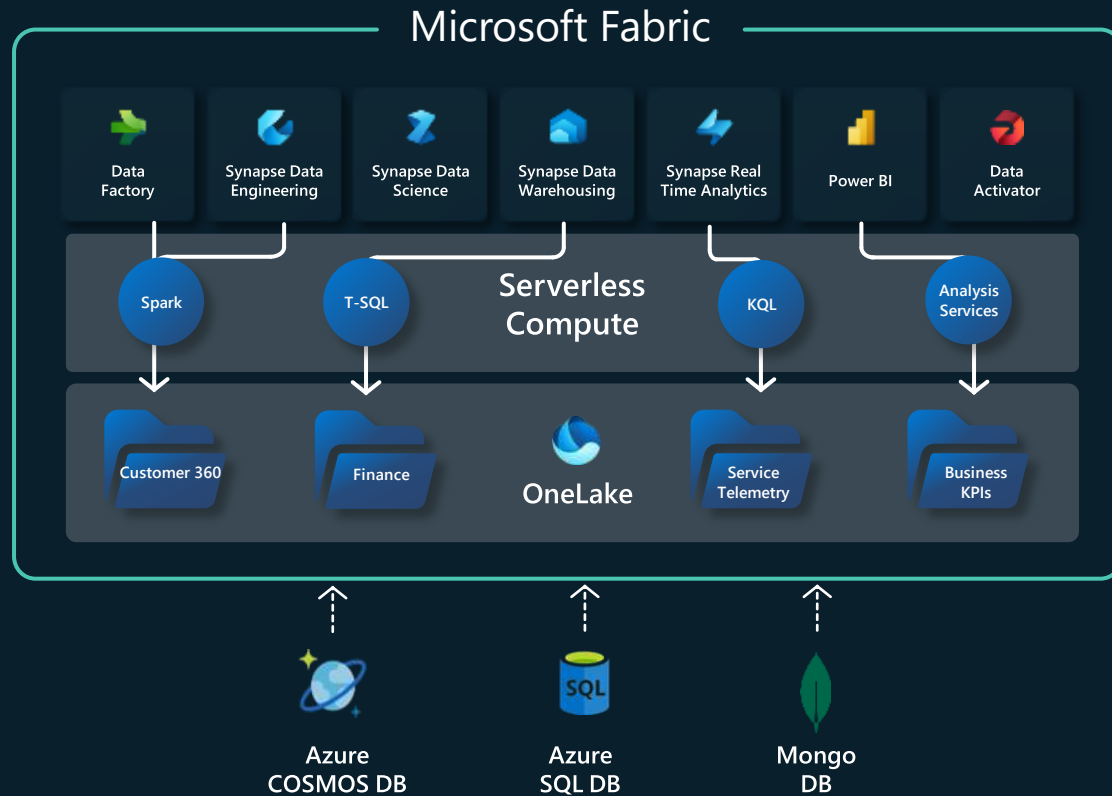 Microsoft Fabric
Data
Factory
Synapse Data
Engineering
Synapse Data
Science
Synapse Data
Warehousing
Synapse Real
Time Analytics
Power BI
Data
Activator
Spark
T-SQL
Serverless
Compute
KQL
Analysis
Services
Customer 360
Finance
OneLake
Service
Telemetry
Business
KPIs
SQL
Azure
COSMOS DB
Azure
SQL DB
Mongo
DB